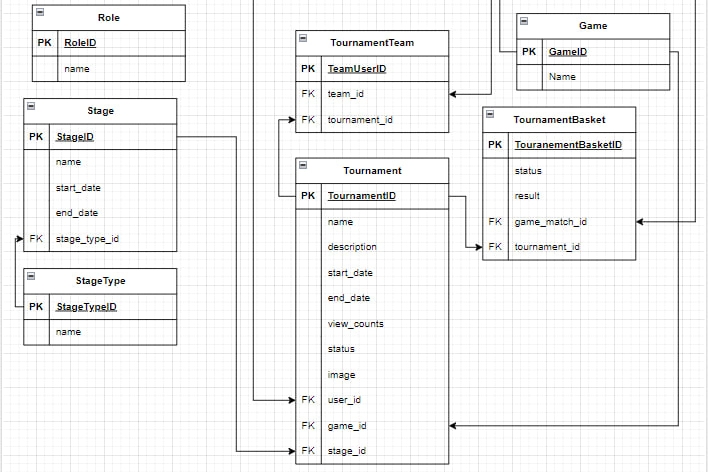 Role
PK RoleID
name
Stage
PK StageID
name
start_date
end_date
FK stage_type_id
StageType
PK StageTypeID
name
TournamentTeam
PK TeamUserID
FK team_id
FK tournament_id
Tournament
PK TournamentID
name
description
start_date
end_date
view_counts
status
image
FK user_id
FK game_id
FK stage_id
Game
PK GameID
Name
TournamentBasket
PK TouranementBasketID
status
result
FK game_match_id
FK tournament_id